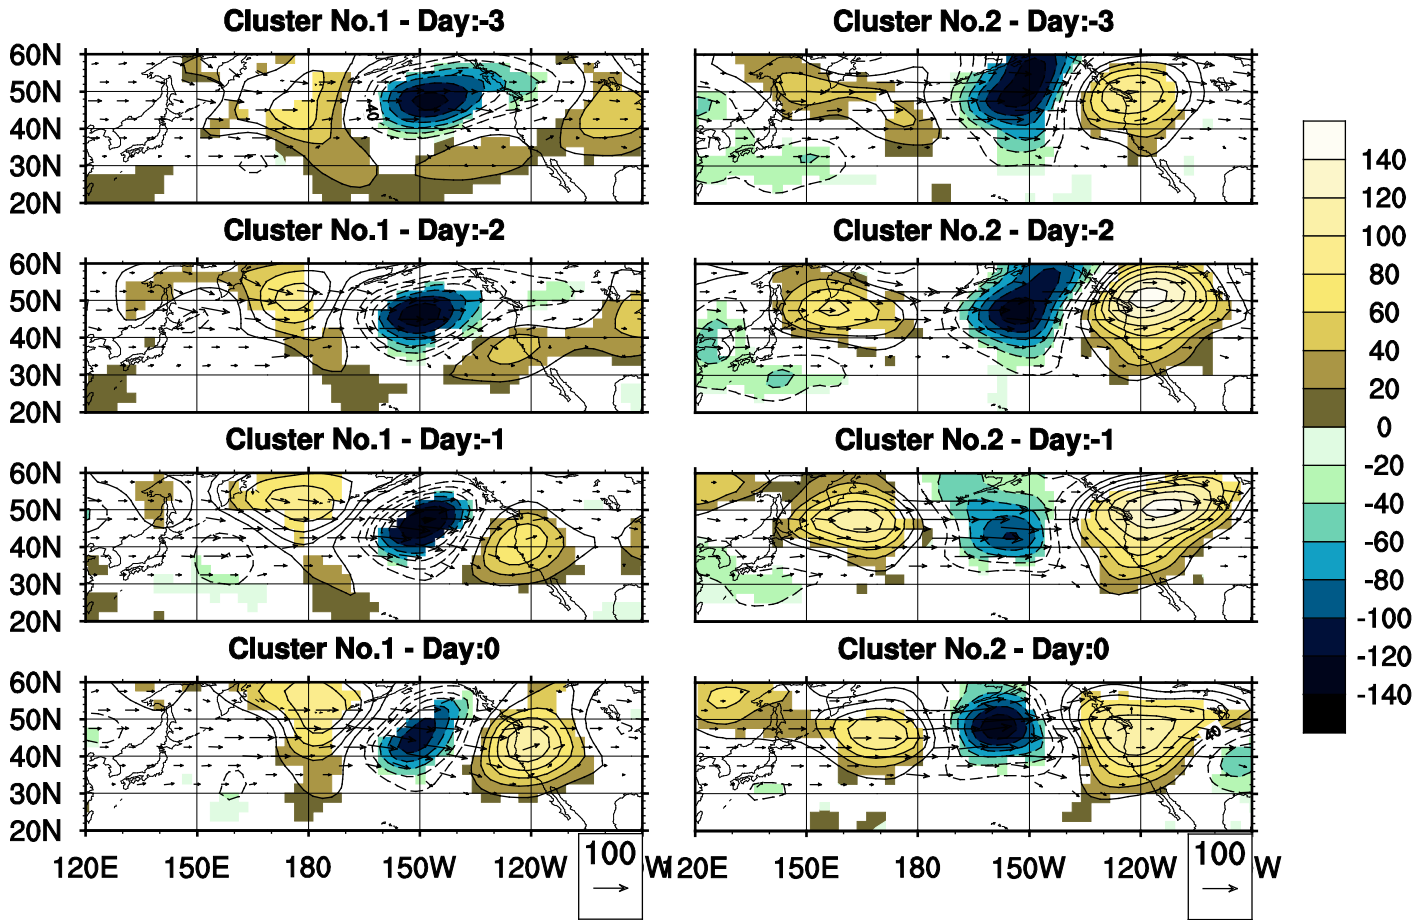 Cluster No.1 - Day:-3
Cluster No.2 - Day:-3
60N
50N
40N
30N
20N
40
Cluster No.1 - Day:-2
Cluster No.2 - Day:-2
60N
50N
40N
30N
20N
Cluster No.1 - Day:-1
Cluster No.2 - Day:-1
60N
50N
40N
30N
20N
Cluster No.1 - Day:0
Cluster No.2 - Day:0
60N
50N
40N
30N
20N
40
120E 150E 180 150W 120W W
120E 150E 180 150W 120W W
100
100
140
120
100
80
60
40
20
0
-20
-40
-60
-80
-100
-120
-140